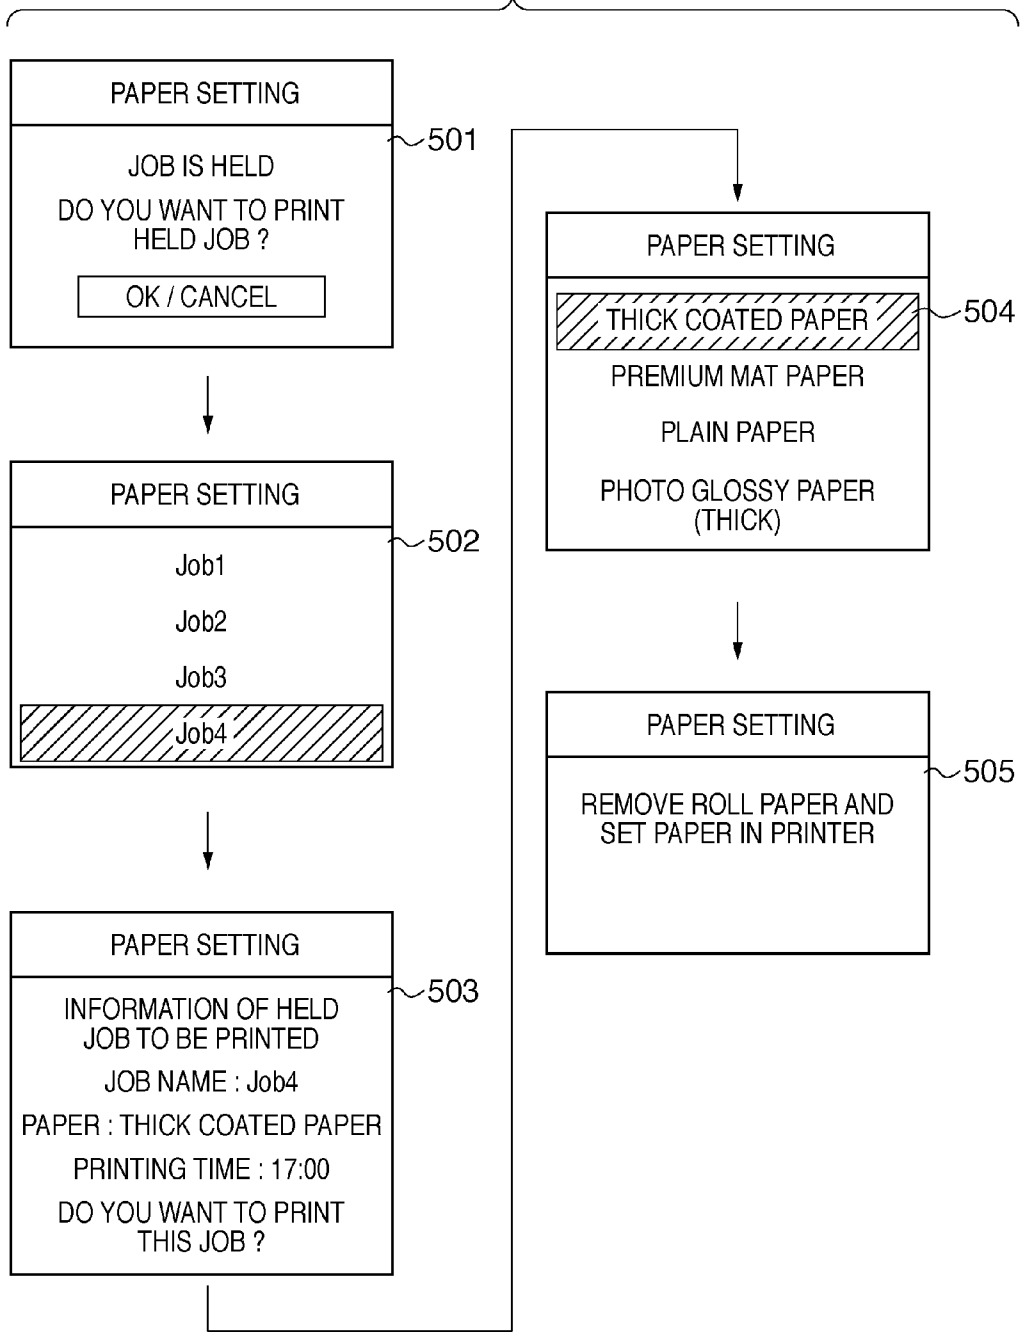 PAPER SETTING
501
JOB IS HELD
DO YOU WANT TO PRINT
HELD JOB ?
OK / CANCEL
PAPER SETTING
502
Job1
Job2
Job3
Job4
PAPER SETTING
503
INFORMATION OF HELD
JOB TO BE PRINTED
JOB NAME : Job4
PAPER : THICK COATED PAPER
PRINTING TIME : 17:00
DO YOU WANT TO PRINT
THIS JOB ?
PAPER SETTING
THICK COATED PAPER
504
PREMIUM MAT PAPER
PLAIN PAPER
PHOTO GLOSSY PAPER
(THICK)
PAPER SETTING
505
REMOVE ROLL PAPER AND
SET PAPER IN PRINTER